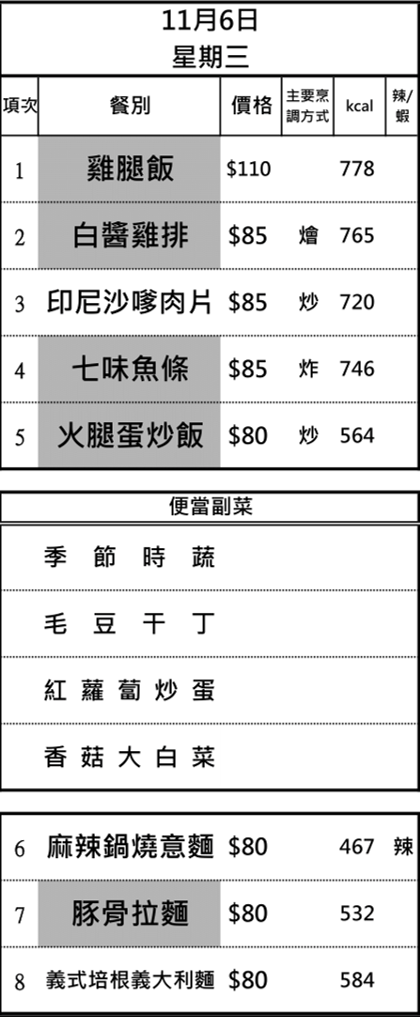 11月6日
星期三
項次 餐別 價格 主要烹調方式 kcal 辣/蝦
1 雞腿飯 $110 778
2 白醬雞排 $85 燴 765
3 印尼沙嗲肉片 $85 炒 720
4 七味魚條 $85 炸 746
5 火腿蛋炒飯 $80 炒 564
便當副菜
季節時蔬
毛豆干丁
紅蘿蔔炒蛋
香菇大白菜
6 麻辣鍋燒意麵 $80 467 辣
7 豚骨拉麵 $80 532
8 義式培根義大利麵 $80 584